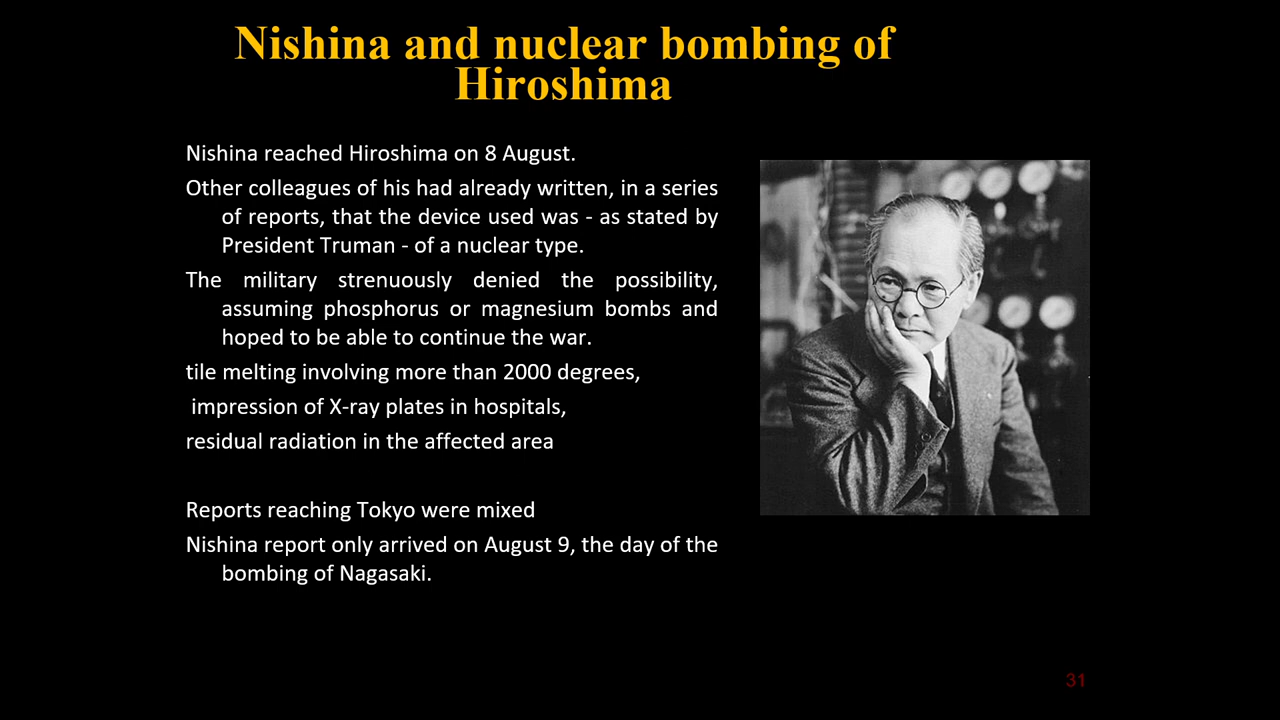 Nishina and nuclear bombing of
Hiroshima
Nishina reached Hiroshima on 8 August.
Other colleagues of his had already written, in a series
of reports, that the device used was - as stated by
President Truman - of a nuclear type.
The military strenuously denied the possibility,
assuming phosphorus or magnesium bombs and
hoped to be able to continue the war.
tile melting involving more than 2000 degrees,
impression of X-ray plates in hospitals,
residual radiation in the affected area
Reports reaching Tokyo were mixed
Nishina report only arrived on August 9, the day of the
bombing of Nagasaki.
31